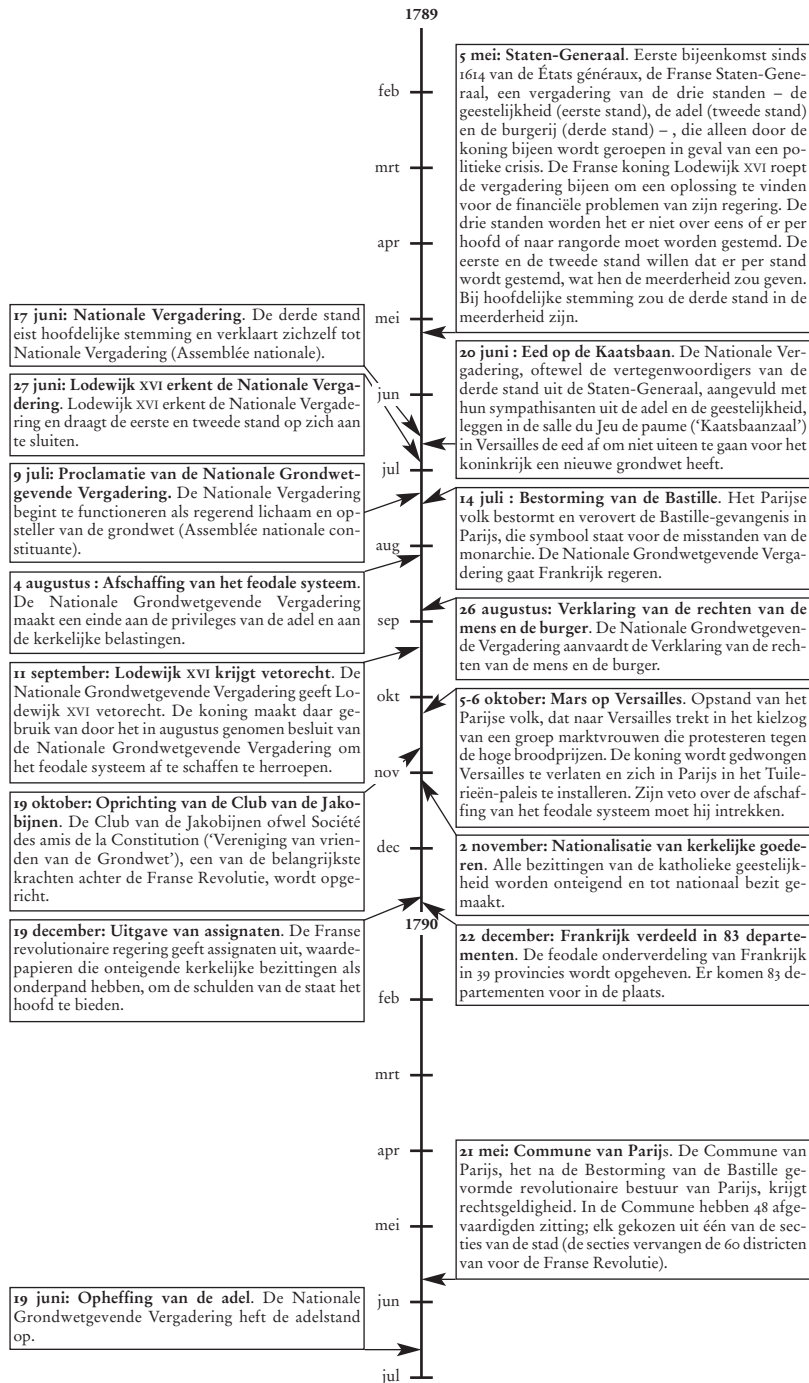 1789
feb
mrt
apr
mei
jun
jul
aug
sep
okt
nov
dec
1790
feb
mrt
apr
mei
jun
jul
5 mei: Staten-Generaal. Eerste bijeenkomst sinds
1614 van de États généraux, de Franse Staten-Gene-
raal, een vergadering van de drie standen – de
geestelijkheid (eerste stand), de adel (tweede stand)
en de burgerij (derde stand) – , die alleen door de
koning bijeen wordt geroepen in geval van een po-
litieke crisis. De Franse koning Lodewijk XVI roept
de vergadering bijeen om een oplossing te vinden
voor de financiële problemen van zijn regering. De
drie standen worden het er niet over eens of er per
hoofd of naar rangorde moet worden gestemd. De
eerste en de tweede stand willen dat er per stand
wordt gestemd, wat hen de meerderheid zou geven.
Bij hoofdelijke stemming zou de derde stand in de
meerderheid zijn.
17 juni: Nationale Vergadering. De derde stand
eist hoofdelijke stemming en verklaart zichzelf tot
Nationale Vergadering (Assemblée nationale).
20 juni : Eed op de Kaatsbaan. De Nationale Ver-
gadering, oftewel de vertegenwoordigers van de
derde stand uit de Staten-Generaal, aangevuld met
hun sympathisanten uit de adel en de geestelijkheid,
leggen in de salle du Jeu de paume (‘Kaatsbaanzaal’)
in Versailles de eed af om niet uiteen te gaan voor het
koninkrijk een nieuwe grondwet heeft.
27 juni: Lodewijk XVI erkent de Nationale Verga-
dering. Lodewijk XVI erkent de Nationale Vergade-
ring en draagt de eerste en tweede stand op zich aan
te sluiten.
9 juli: Proclamatie van de Nationale Grondwet-
gevende Vergadering. De Nationale Vergadering
begint te functioneren als regerend lichaam en op-
steller van de grondwet (Assemblée nationale con-
stituante).
14 juli : Bestorming van de Bastille. Het Parijse
volk bestormt en verovert de Bastille-gevangenis in
Parijs, die symbool staat voor de misstanden van de
monarchie. De Nationale Grondwetgevende Verga-
dering gaat Frankrijk regeren.
4 augustus : Afschaffing van het feodale systeem.
De Nationale Grondwetgevende Vergadering
maakt een einde aan de privileges van de adel en aan
de kerkelijke belastingen.
26 augustus: Verklaring van de rechten van de
mens en de burger. De Nationale Grondwetgeven-
de Vergadering aanvaardt de Verklaring van de rech-
ten van de mens en de burger.
11 september: Lodewijk XVI krijgt vetorecht. De
Nationale Grondwetgevende Vergadering geeft Lo-
dewijk XVI vetorecht. De koning maakt daar ge-
bruik van door het in augustus genomen besluit van
de Nationale Grondwetgevende Vergadering om
het feodale systeem af te schaffen te herroepen.
5-6 oktober: Mars op Versailles. Opstand van het
Parijse volk, dat naar Versailles trekt in het kielzog
van een groep marktvrouwen die protesteren tegen
de hoge broodprijzen. De koning wordt gedwongen
Versailles te verlaten en zich in Parijs in het Tuile-
rieën-paleis te installeren. Zijn veto over de afschaf-
fing van het feodale systeem moet hij intrekken.
19 oktober: Oprichting van de Club van de Jako-
bijnen. De Club van de Jakobijnen ofwel Société
des amis de la Constitution (‘Vereniging van vrien-
den van de Grondwet’), een van de belangrijkste
krachten achter de Franse Revolutie, wordt opge-
richt.
2 november: Nationalisatie van kerkelijke goede-
ren. Alle bezittingen van de katholieke geestelijk-
heid worden onteigend en tot nationaal bezit ge-
maakt.
19 december: Uitgave van assignaten. De Franse
revolutionaire regering geeft assignaten uit, waarde-
papieren die onteigende kerkelijke bezittingen als
onderpand hebben, om de schulden van de staat het
hoofd te bieden.
22 december: Frankrijk verdeeld in 83 departe-
menten. De feodale onderverdeling van Frankrijk
in 39 provincies wordt opgeheven. Er komen 83 de-
partementen voor in de plaats.
21 mei: Commune van Parijs. De Commune van
Parijs, het na de Bestorming van de Bastille ge-
vormde revolutionaire bestuur van Parijs, krijgt
rechtsgeldigheid. In de Commune hebben 48 afge-
vaardigden zitting; elk gekozen uit één van de sec-
ties van de stad (de secties vervangen de 60 districten
van voor de Franse Revolutie).
19 juni: Opheffing van de adel. De Nationale
Grondwetgevende Vergadering heft de adelstand
op.